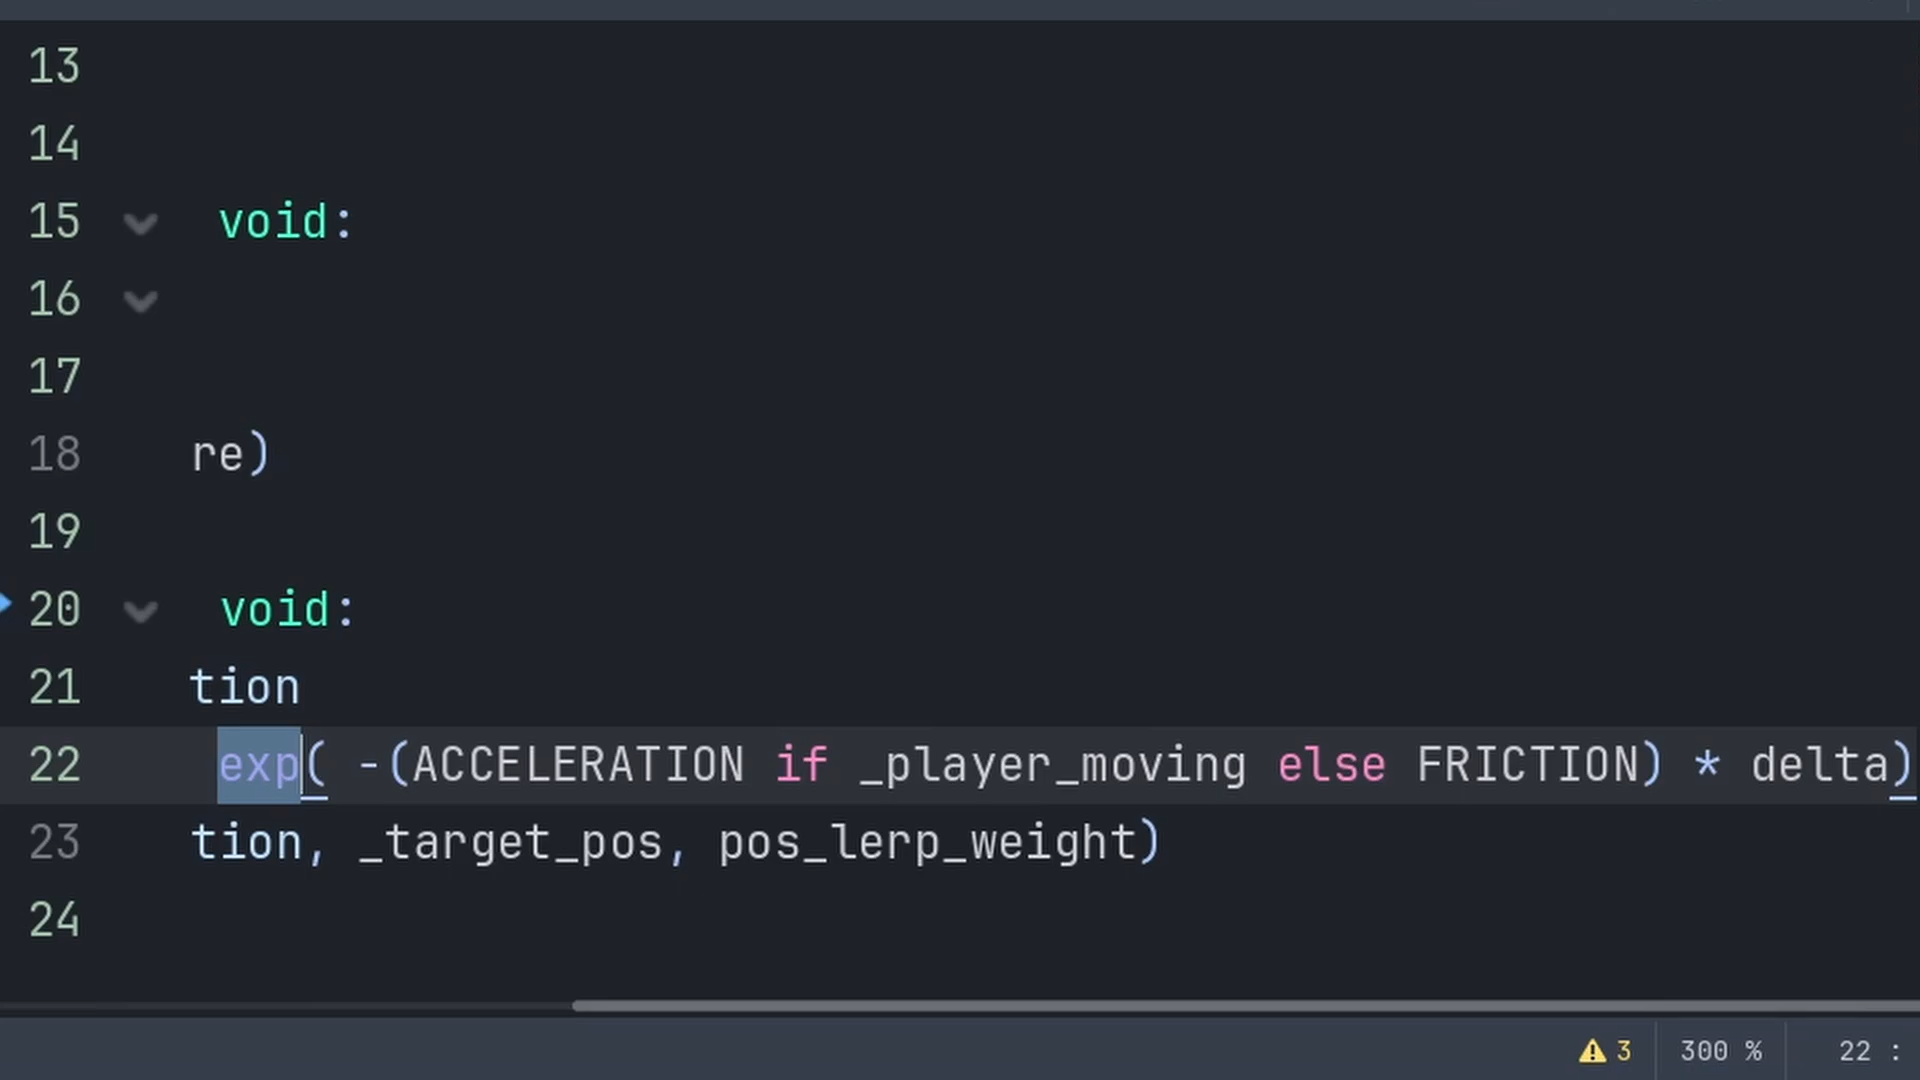 13
14
15 void:
16
17
18 re)
19
20 void:
21 tion
22 exp( -(ACCELERATION if _player_moving else FRICTION) * delta)
23 tion, _target_pos, pos_lerp_weight)
24
3 300 % 22 :